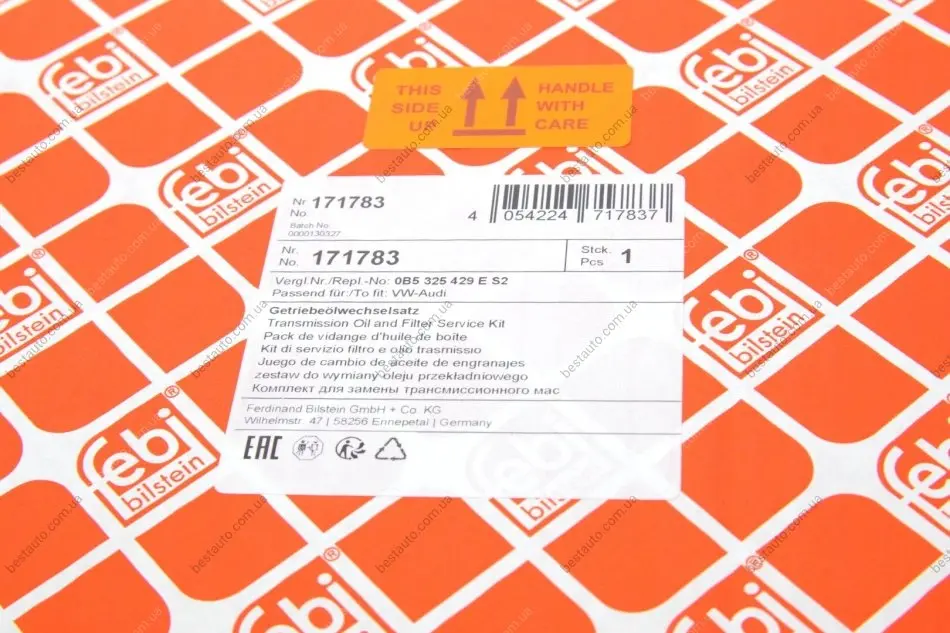 febi
bilstein
THIS SIDE UP
HANDLE WITH CARE
Nr 171783
No
Batch No
0000130327
4 054224 717837
Nr. 171783
No.
Stck. 1
Pcs
Vergl.Nr./Repl.-No: 0B5 325 429 E S2
Passend für:/To fit: VW-Audi
Getriebeölwechselsatz
Transmission Oil and Filter Service Kit
Pack de vidange d'huile de boîte
Kit di servizio filtro e olio trasmissio
Juego de cambio de aceite de engranajes
zestaw do wymiany oleju przekładniowego
Комплект для замены трансмиссионного мас
Ferdinand Bilstein GmbH + Co. KG
Wilhelmstr. 47 | 58256 Ennepetal | Germany
EAC
bestauto.com.ua